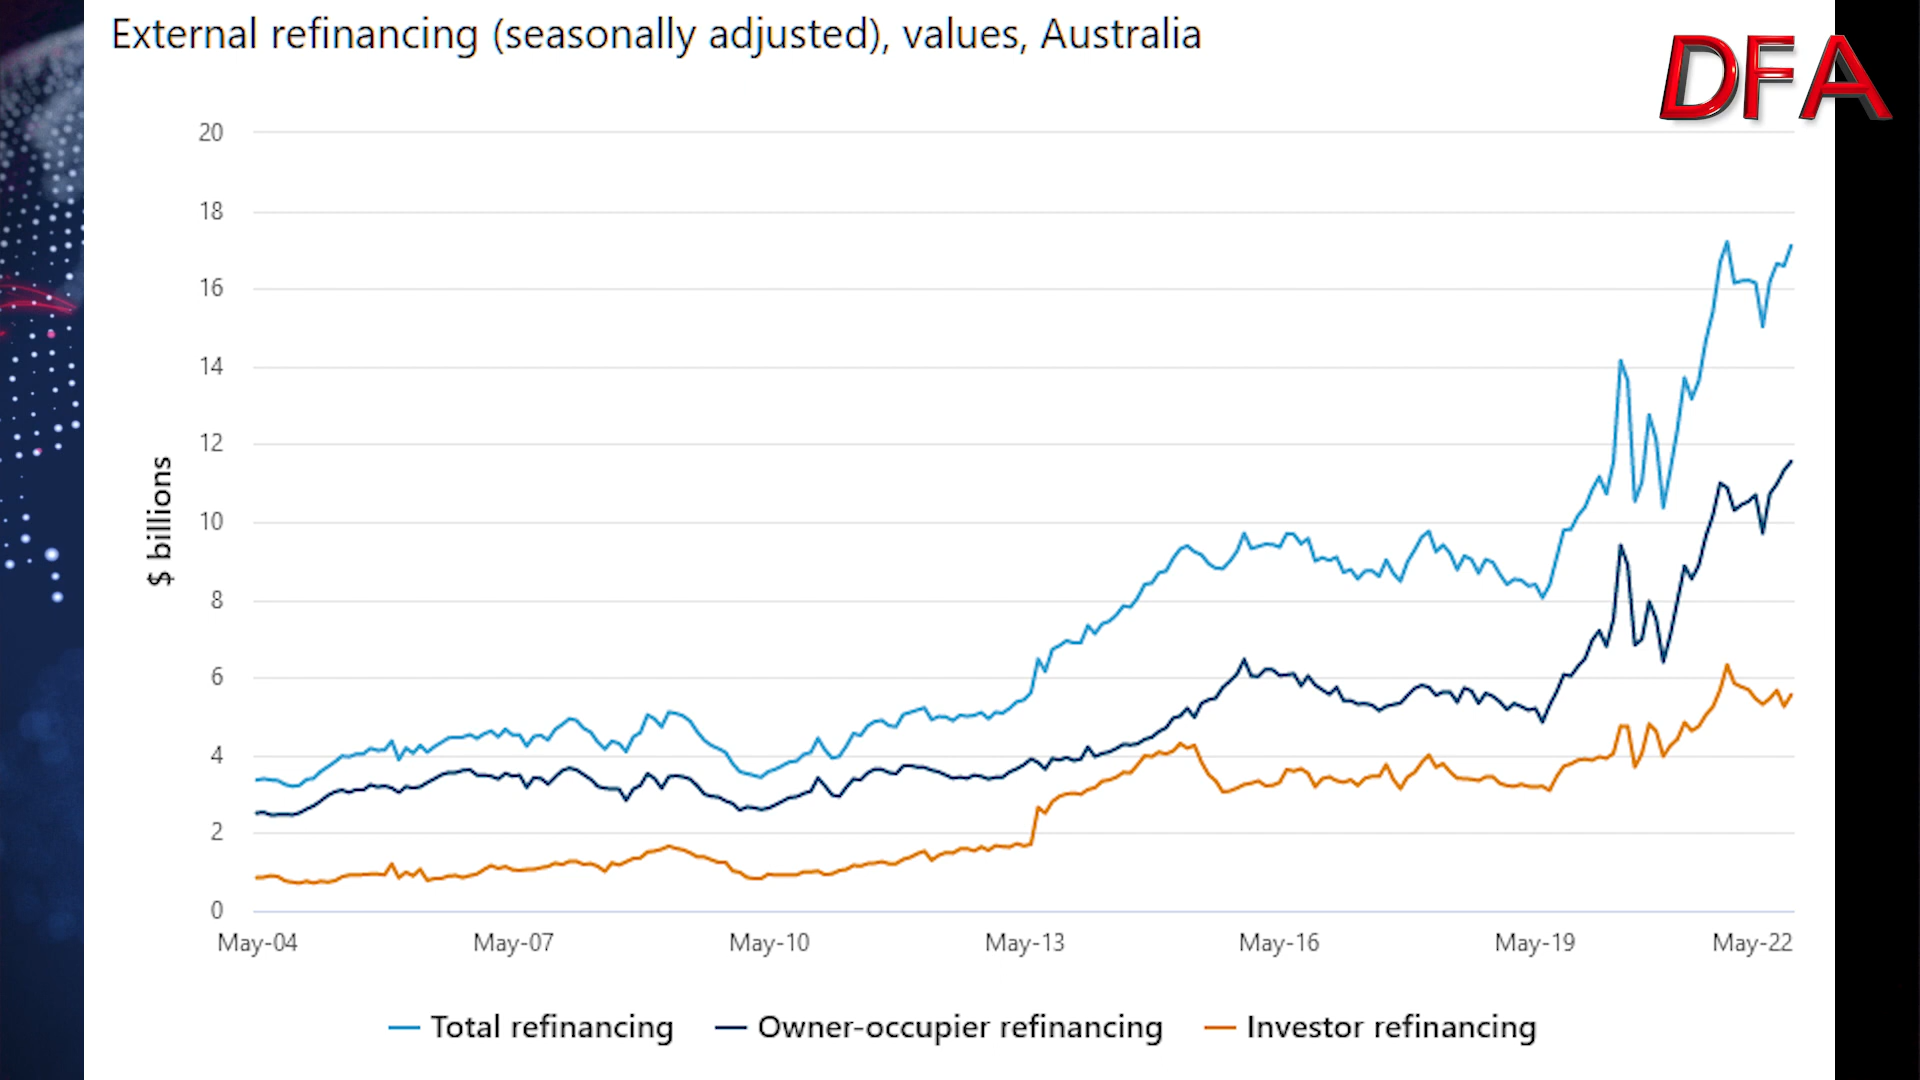 External refinancing (seasonally adjusted), values, Australia
DFA
20
18
16
14
12
10
8
6
4
2
0
$ billions
May-04 May-07 May-10 May-13 May-16 May-19 May-22
Total refinancing Owner-occupier refinancing Investor refinancing